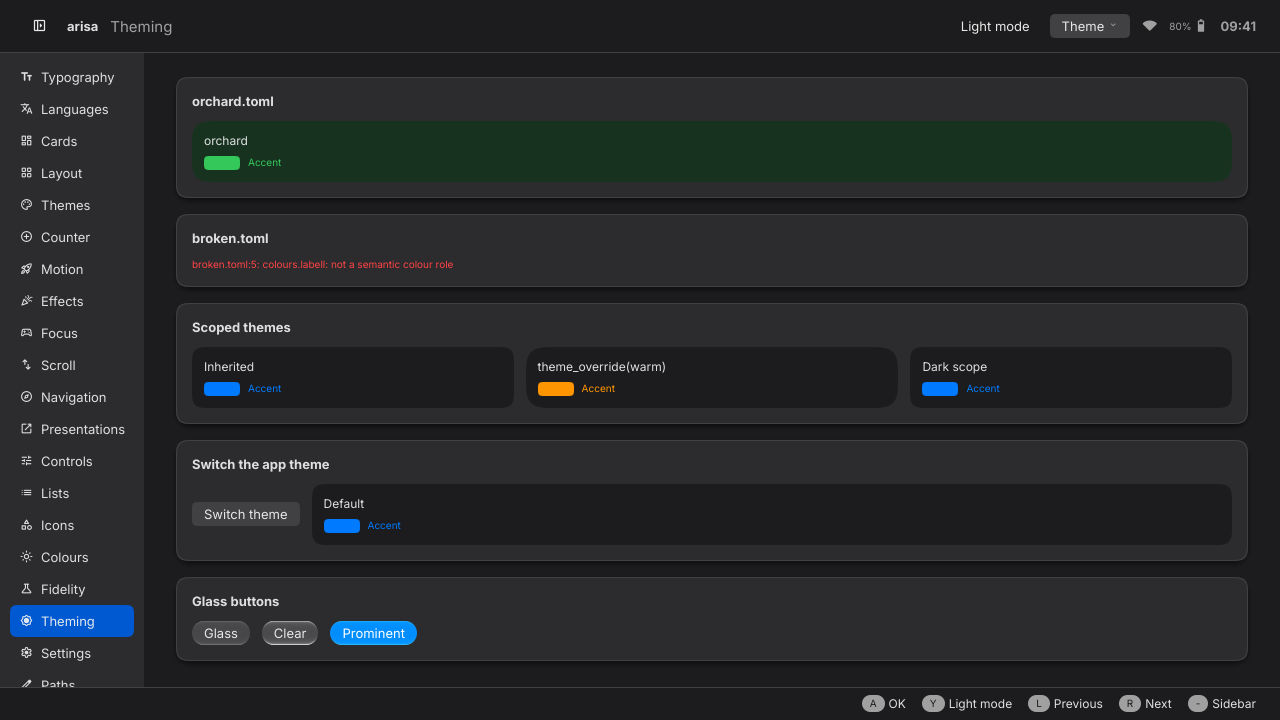 arisa Theming
Light mode
Theme
80%
09:41
Typography
Languages
Cards
Layout
Themes
Counter
Motion
Effects
Focus
Scroll
Navigation
Presentations
Controls
Lists
Icons
Colours
Fidelity
Theming
Settings
Paths
orchard.toml
orchard
Accent
broken.toml
broken.toml:5: colours.labell: not a semantic colour role
Scoped themes
Inherited
Accent
theme_override(warm)
Accent
Dark scope
Accent
Switch the app theme
Switch theme
Default
Accent
Glass buttons
Glass
Clear
Prominent
A OK
Y Light mode
L Previous
R Next
- Sidebar